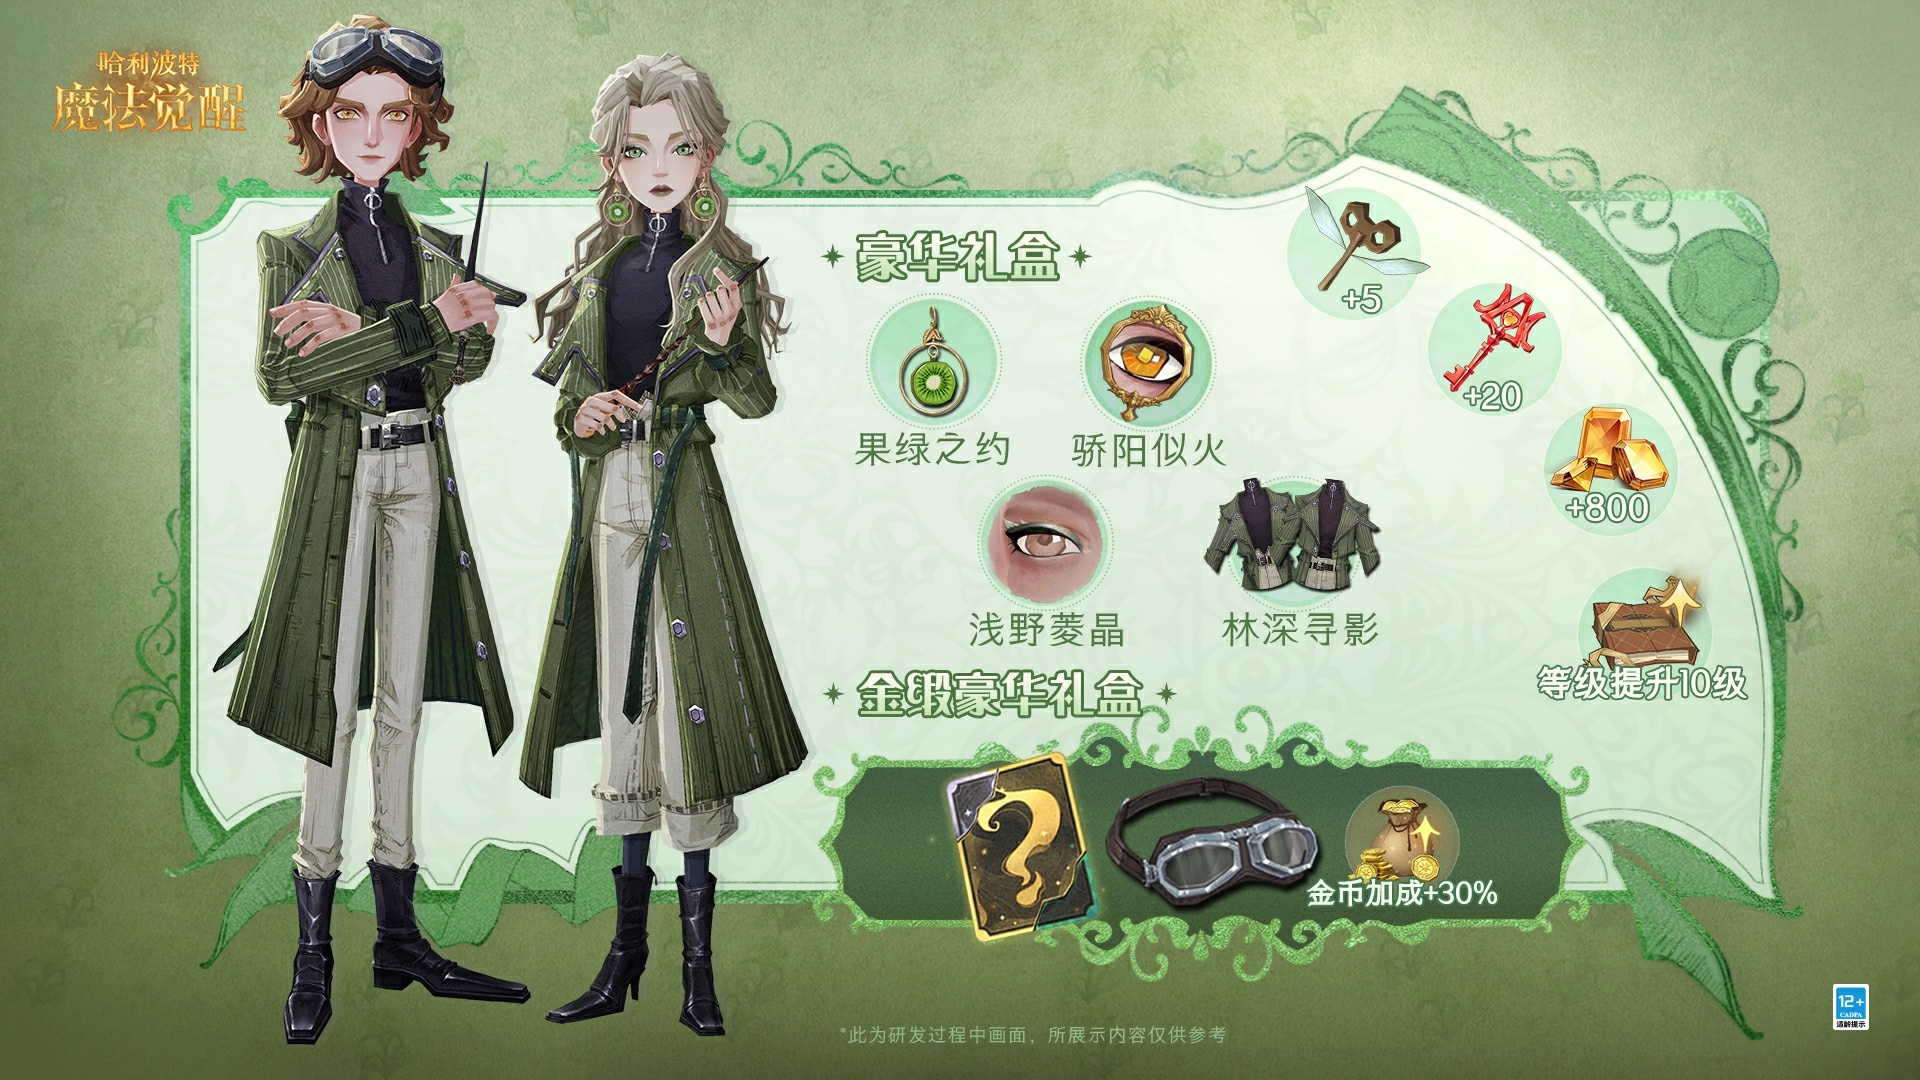 哈利波特
魔法觉醒
豪华礼盒
+5
+20
果绿之约
骄阳似火
+800
浅野菱晶
林深寻影
等级提升10级
金缎豪华礼盒
金币加成+30%
*此为研发过程中画面，所展示内容仅供参考
12+
CADPA
适龄提示